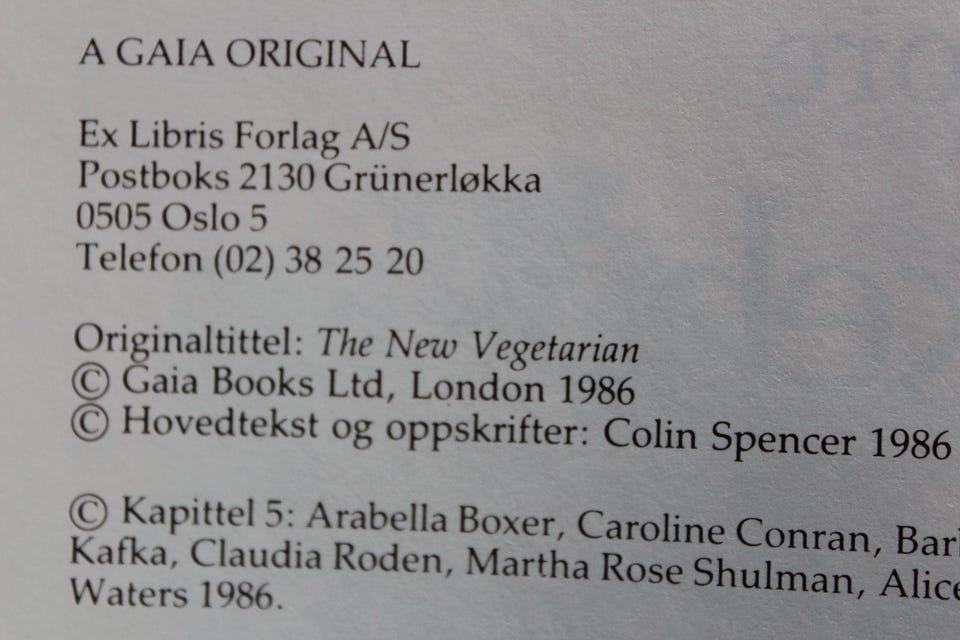 A GAIA ORIGINAL
Ex Libris Forlag A/S
Postboks 2130 Grünerløkka
0505 Oslo 5
Telefon (02) 38 25 20
Originaltittel: The New Vegetarian
© Gaia Books Ltd, London 1986
© Hovedtekst og oppskrifter: Colin Spencer 1986
© Kapittel 5: Arabella Boxer, Caroline Conran,
Kafka, Claudia Roden, Martha Rose Shulman, Alice
Waters 1986.